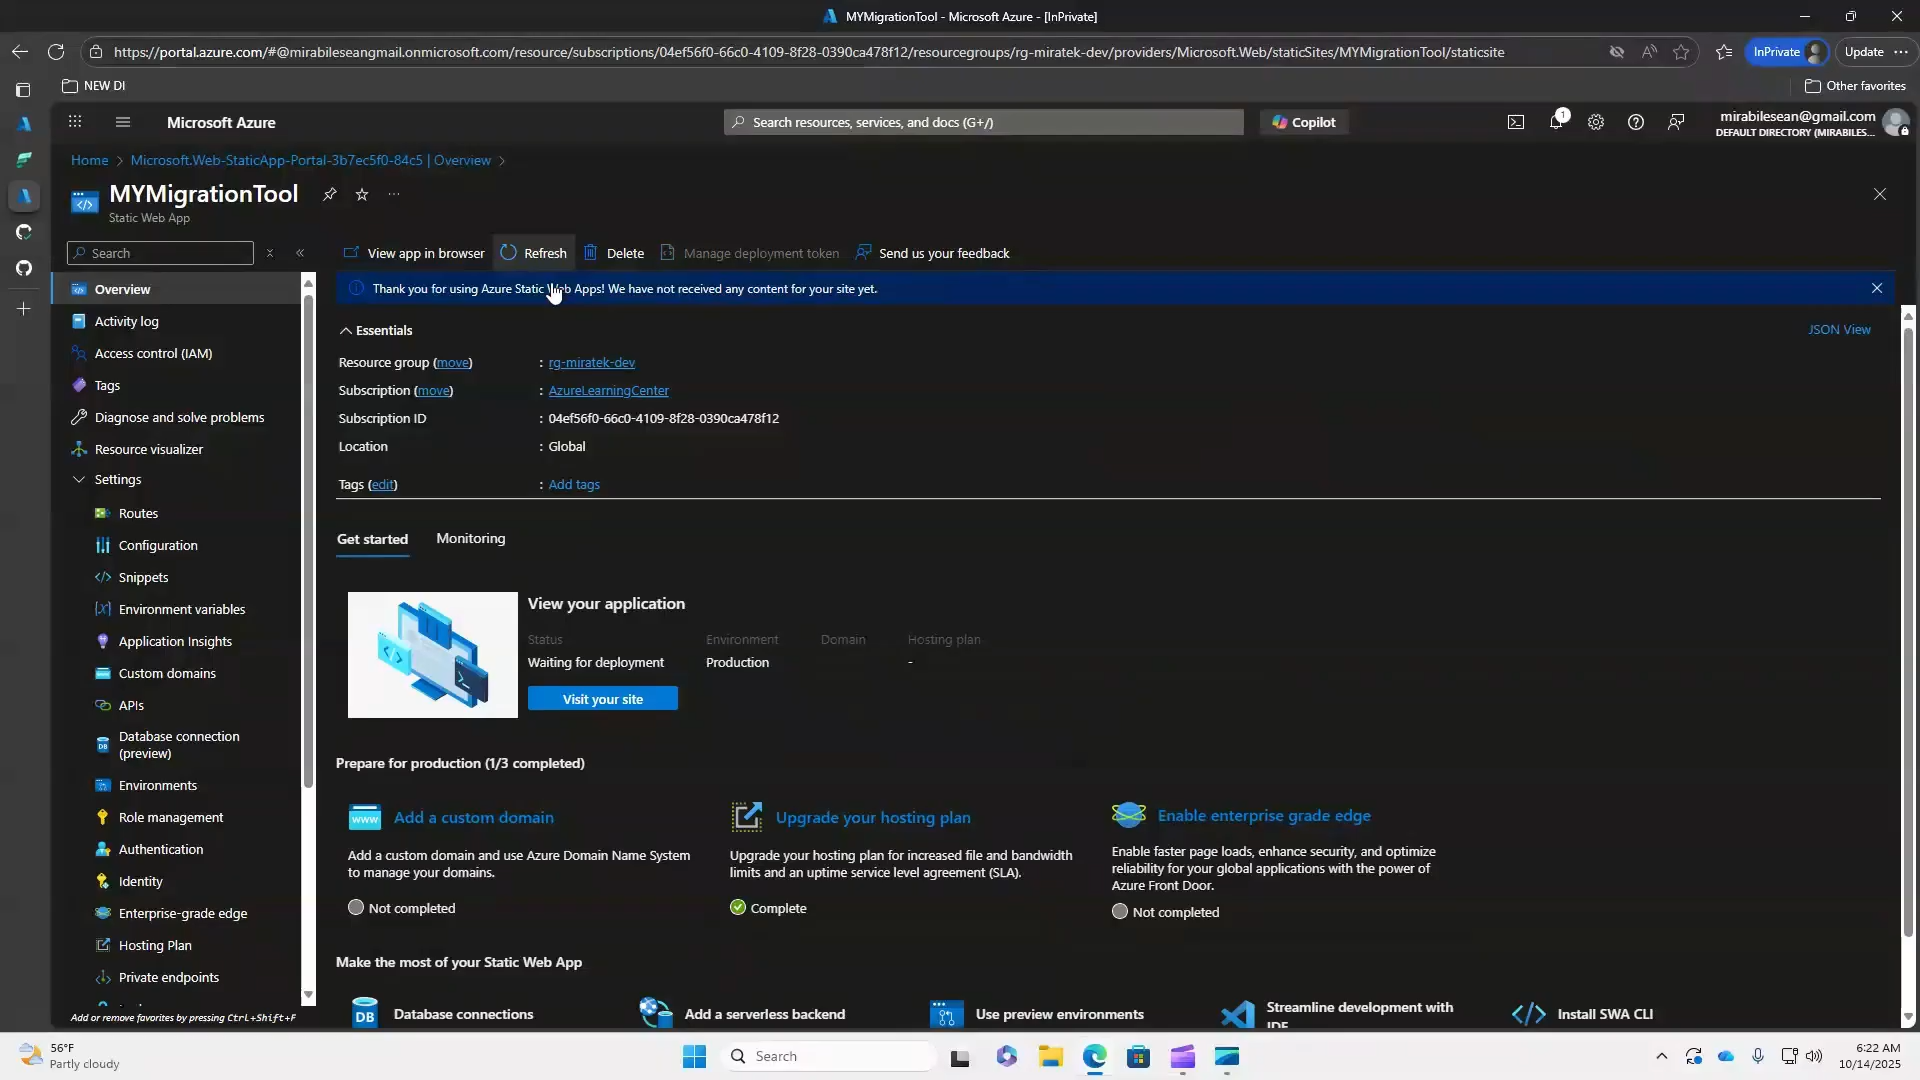 MYMigrationTool - Microsoft Azure - [InPrivate]
https://portal.azure.com/#@mirabileseangmail.onmicrosoft.com/resource/subscriptions/04ef56f0-66c0-4109-8f28-0390ca478f12/resourcegroups/rg-miratek-dev/providers/Microsoft.Web/staticSites/MYMigrationTool/staticsite
InPrivate
Update
NEW DI
Other favorites
Microsoft Azure
Search resources, services, and docs (G+/)
Copilot
1
mirabilesean@gmail.com
DEFAULT DIRECTORY (MIRABILES...
Home > Microsoft.Web-StaticApp-Portal-3b7ec5f0-84c5 | Overview >
MYMigrationTool
Static Web App
Search
View app in browser
Refresh
Delete
Manage deployment token
Send us your feedback
Thank you for using Azure Static Web Apps! We have not received any content for your site yet.
Overview
Activity log
Access control (IAM)
Tags
Diagnose and solve problems
Resource visualizer
Settings
Routes
Configuration
Snippets
Environment variables
Application Insights
Custom domains
APIs
Database connection
(preview)
Environments
Role management
Authentication
Identity
Enterprise-grade edge
Hosting Plan
Private endpoints
Add or remove favorites by pressing Ctrl+Shift+F
Essentials
JSON View
Resource group (move) : rg-miratek-dev
Subscription (move) : AzureLearningCenter
Subscription ID : 04ef56f0-66c0-4109-8f28-0390ca478f12
Location : Global
Tags (edit) : Add tags
Get started
Monitoring
View your application
Status
Environment
Domain
Hosting plan
Waiting for deployment
Production
-
Visit your site
Prepare for production (1/3 completed)
www
Add a custom domain
Add a custom domain and use Azure Domain Name System
to manage your domains.
Not completed
Upgrade your hosting plan
Upgrade your hosting plan for increased file and bandwidth
limits and an uptime service level agreement (SLA).
Complete
Enable enterprise grade edge
Enable faster page loads, enhance security, and optimize
reliability for your global applications with the power of
Azure Front Door.
Not completed
Make the most of your Static Web App
DB
Database connections
Add a serverless backend
Use preview environments
Streamline development with
IDE
Install SWA CLI
56°F
Partly cloudy
Search
6:22 AM
10/14/2025